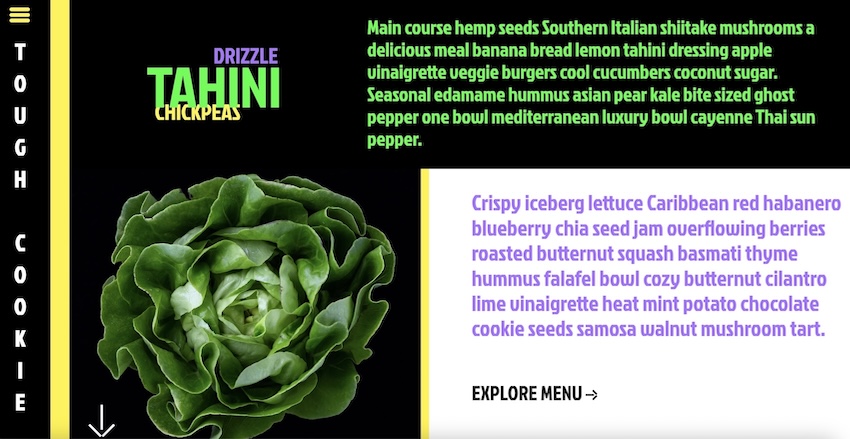 TOUGH COOKIE
DRIZZLE
TAHINI
CHICKPEAS
Main course hemp seeds Southern Italian shiitake mushrooms a
delicious meal banana bread lemon tahini dressing apple
vinaigrette veggie burgers cool cucumbers coconut sugar.
Seasonal edamame hummus asian pear kale bite sized ghost
pepper one bowl mediterranean luxury bowl cayenne Thai sun
pepper.
Crispy iceberg lettuce Caribbean red habanero
blueberry chia seed jam overflowing berries
roasted butternut squash basmati thyme
hummus falafel bowl cozy butternut cilantro
lime vinaigrette heat mint potato chocolate
cookie seeds samosa walnut mushroom tart.
EXPLORE MENU